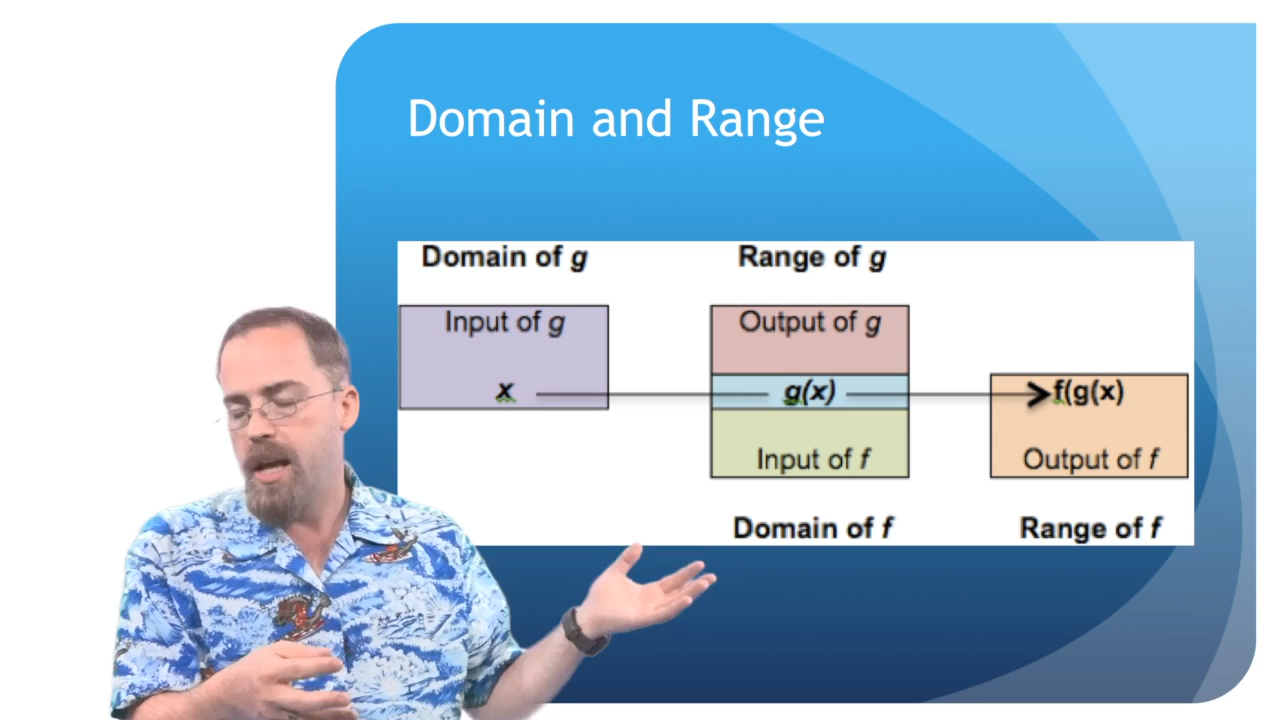 Domain and Range
Domain of g
Range of g
Input of g
Output of g
x
g(x)
f(g(x)
Input of f
Output of f
Domain of f
Range of f